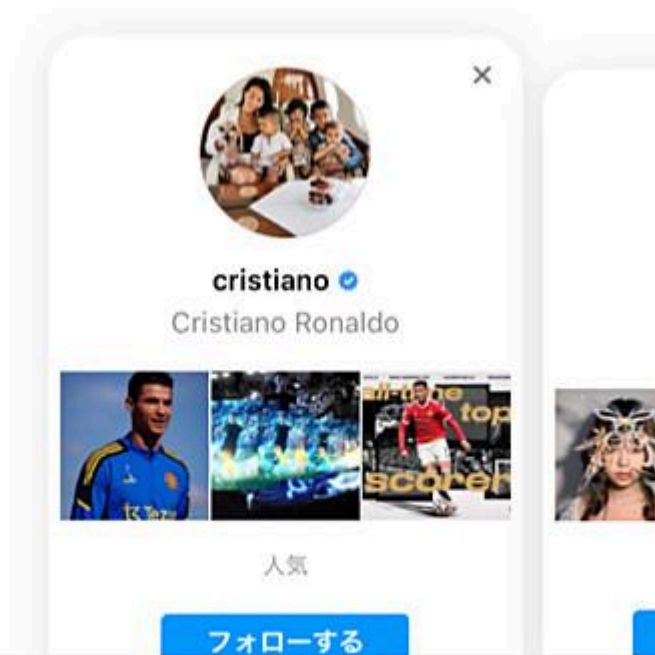 cristiano
Cristiano Ronaldo
all-time
top
scorer
人気
フォローする